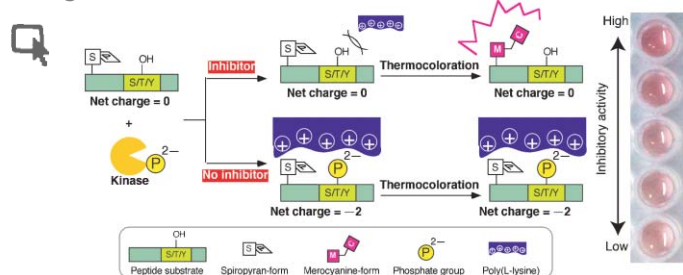 OH
S
S/T/Y
Net charge = 0
+
Kinase
P 2−
Inhibitor
No inhibitor
OH
S
S/T/Y
Net charge = 0
Thermocoloration
OH
M
C
S/T/Y
Net charge = 0
+ + + + +
P 2−
S
S/T/Y
Net charge = −2
Thermocoloration
+ + + + +
P 2−
S
S/T/Y
Net charge = −2
High
Inhibitory activity
Low
OH
S/T/Y
Peptide substrate
S
Spiropyran-form
M
C
Merocyanine-form
P 2−
Phosphate group
Poly(L-lysine)